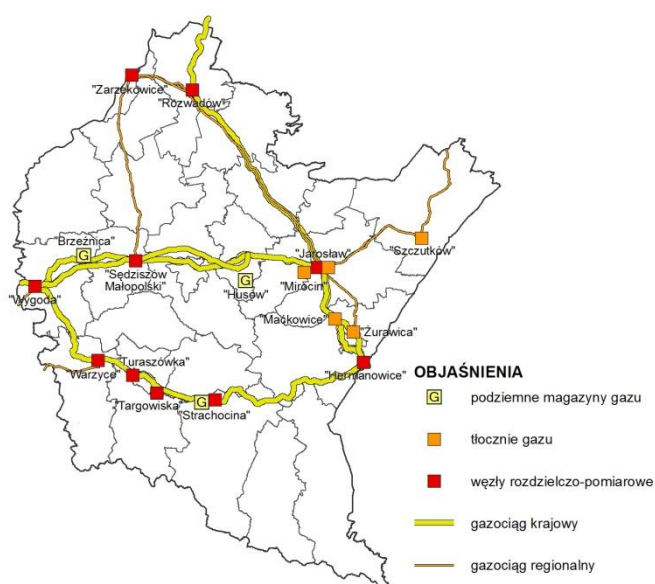 "Zarzekowice"
"Rozwadów"
"Brzeźnica"
"Jarosław"
"Szczutków"
"Sędziszów
Małopolski"
"Mirocin"
"Husów"
"Wygoda"
"Maćkowice"
"Żurawica"
"Turaszówka"
"Warzyce"
"Hermanowice"
"Targowiska"
"Strachocina"
G
G
G
OBJAŚNIENIA
G
podziemne magazyny gazu
tłocznie gazu
węzły rozdzielczo-pomiarowe
gazociąg krajowy
gazociąg regionalny